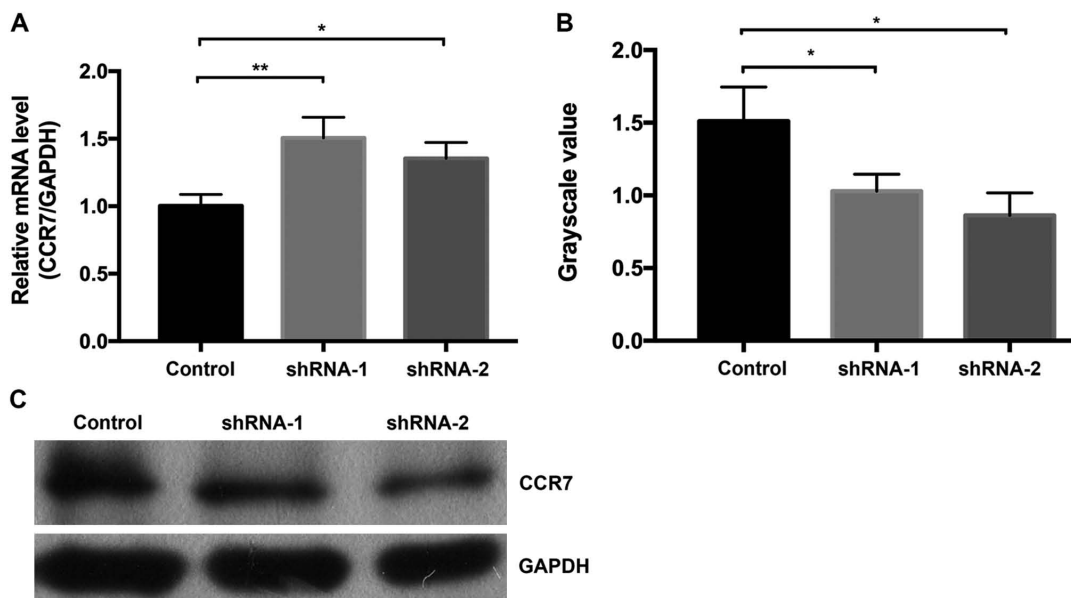 A
*
**
2.0
1.5
1.0
0.5
0.0
Relative mRNA level
(CCR7/GAPDH)
Control shRNA-1 shRNA-2
B
*
*
2.0
1.5
1.0
0.5
0.0
Grayscale value
Control shRNA-1 shRNA-2
C
Control shRNA-1 shRNA-2
CCR7
GAPDH